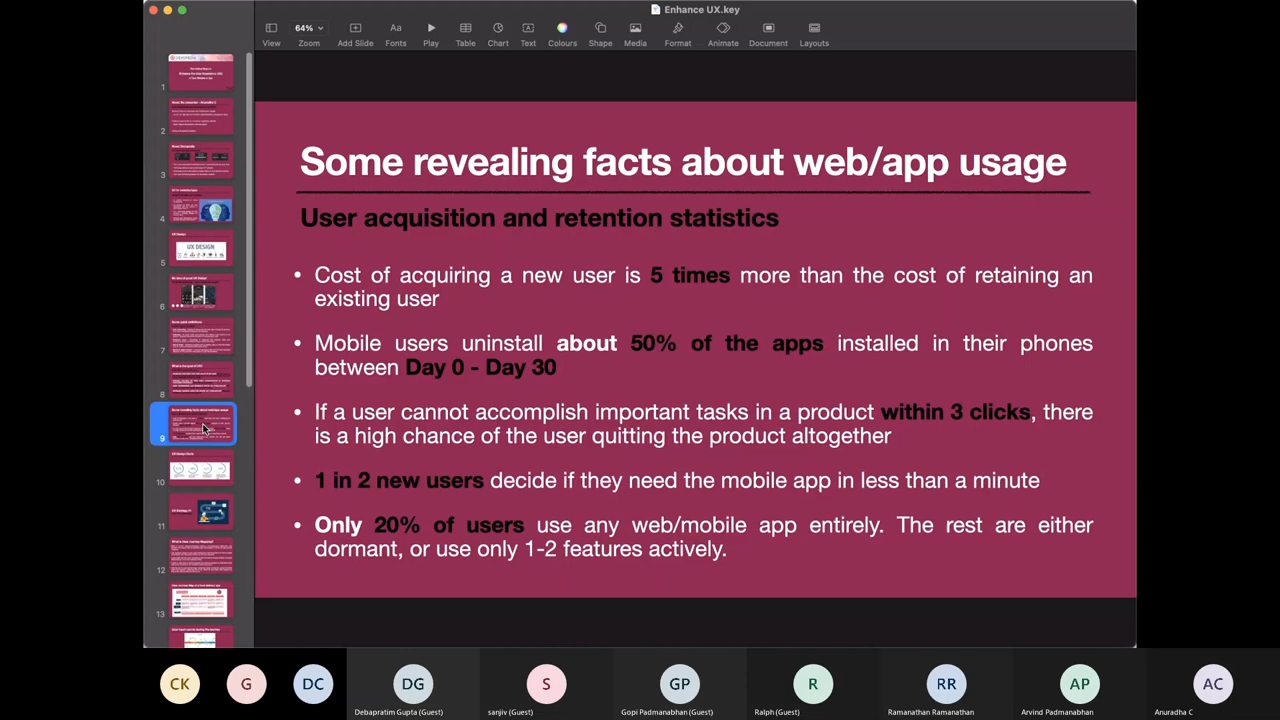 Enhance UX.key
64%
View
Zoom
Add Slide
Fonts
Play
Table
Chart
Text
Colours
Shape
Media
Format
Animate
Document
Layouts
1
2
3
4
5
UX DESIGN
6
7
8
9
10
11
12
13
Some revealing facts about web/app usage
User acquisition and retention statistics
• Cost of acquiring a new user is 5 times more than the cost of retaining an
existing user
• Mobile users uninstall about 50% of the apps installed in their phones
between Day 0 - Day 30
• If a user cannot accomplish important tasks in a product within 3 clicks, there
is a high chance of the user quitting the product altogether
• 1 in 2 new users decide if they need the mobile app in less than a minute
• Only 20% of users use any web/mobile app entirely. The rest are either
dormant, or use only 1-2 features actively.
CK
G
DC
DG
S
GP
R
RR
AP
AC
Debapratim Gupta (Guest)
sanjiv (Guest)
Gopi Padmanabhan (Guest)
Ralph (Guest)
Ramanathan Ramanathan
Arvind Padmanabhan
Anuradha C